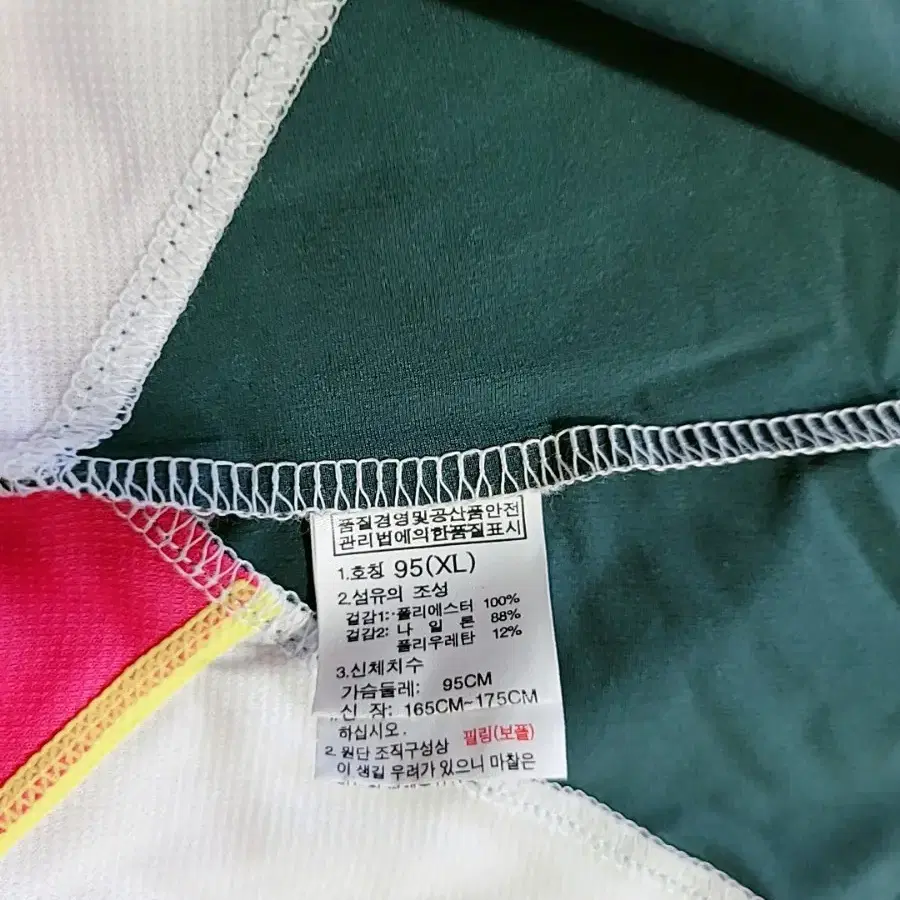 품질경영및공산품안전
관리법에의한품질표시
1.호칭 95(XL)
2.섬유의 조성
겉감1: 폴리에스터 100%
겉감2: 나 일 론 88%
폴리우레탄 12%
3.신체치수
가슴둘레: 95CM
신 장: 165CM~175CM
하십시오.
2. 원단 조직구성상 필링(보풀)
이 생길 우려가 있으니 마찰은